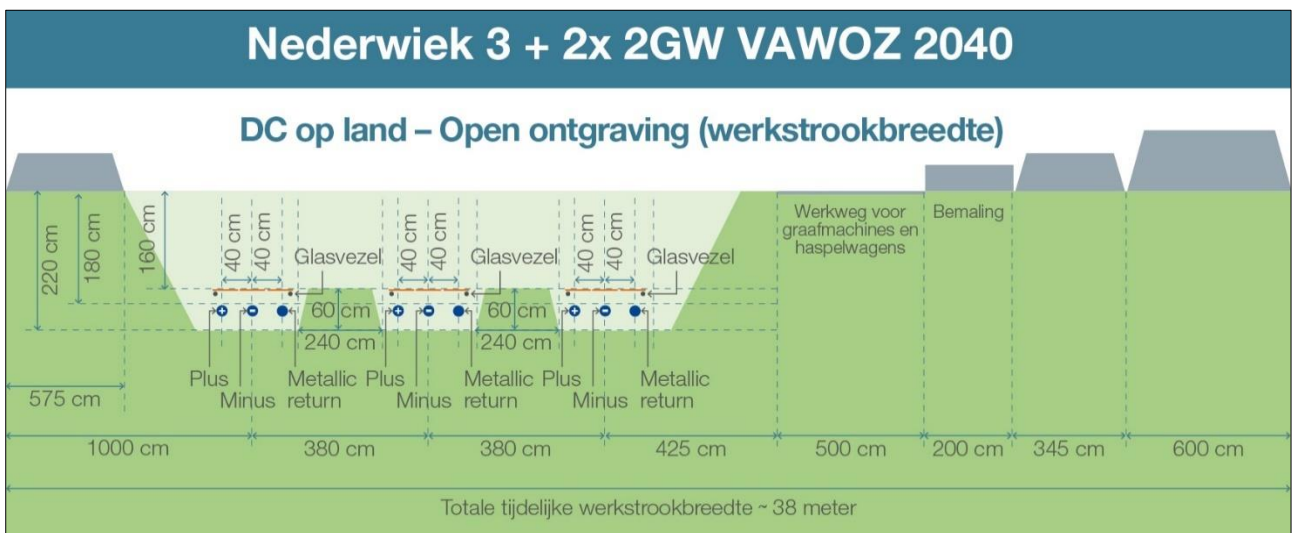 Nederwiek 3 + 2x 2GW VAWOZ 2040
DC op land – Open ontgraving (werkstrookbreedte)
220 cm
180 cm
160 cm
40 cm
40 cm
Glasvezel
40 cm
40 cm
Glasvezel
40 cm
40 cm
Glasvezel
Werkweg voor
graafmachines en
haspelwagens
Bemaling
60 cm
60 cm
240 cm
240 cm
Plus
Minus
Metallic
return
Plus
Minus
Metallic
return
Plus
Minus
Metallic
return
575 cm
1000 cm
380 cm
380 cm
425 cm
500 cm
200 cm
345 cm
600 cm
Totale tijdelijke werkstrookbreedte ~ 38 meter